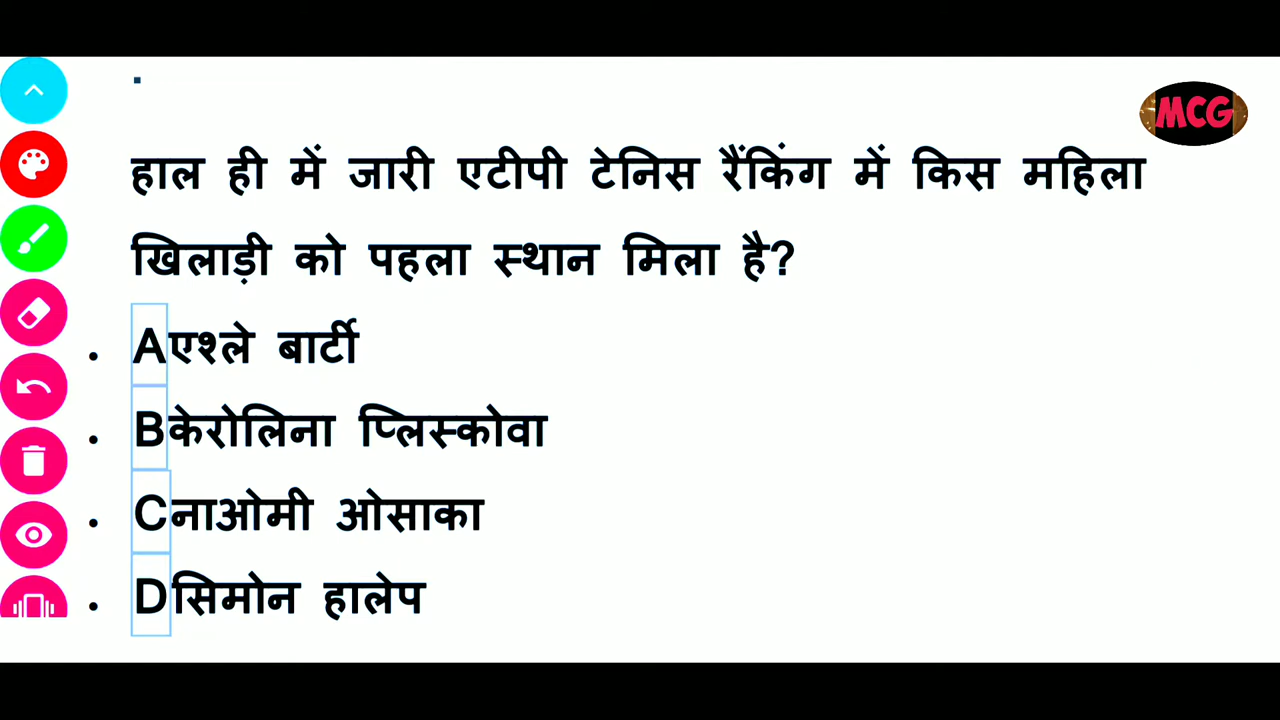 MCG
हाल ही में जारी एटीपी टेनिस रैंकिंग में किस महिला
खिलाड़ी को पहला स्थान मिला है?
. Aएश्ले बार्टी
. Bकेरोलिना प्लिस्कोवा
. Cनाओमी ओसाका
. Dसिमोन हालेप